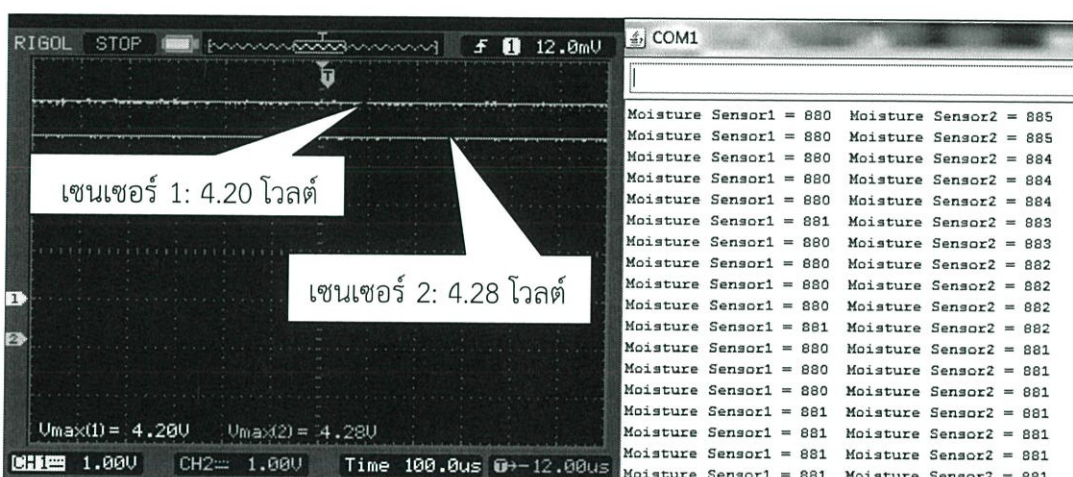 RIGOL STOP f 1 12.0mV
T
เซนเซอร์ 1: 4.20 โวลต์
เซนเซอร์ 2: 4.28 โวลต์
1
2
Vmax(1)= 4.20V Vmax(2)= 4.28V
CH1 1.00V CH2 1.00V Time 100.0us T→-12.00us
COM1
Moisture Sensor1 = 880 Moisture Sensor2 = 885
Moisture Sensor1 = 880 Moisture Sensor2 = 885
Moisture Sensor1 = 880 Moisture Sensor2 = 884
Moisture Sensor1 = 880 Moisture Sensor2 = 884
Moisture Sensor1 = 880 Moisture Sensor2 = 884
Moisture Sensor1 = 881 Moisture Sensor2 = 883
Moisture Sensor1 = 880 Moisture Sensor2 = 883
Moisture Sensor1 = 880 Moisture Sensor2 = 882
Moisture Sensor1 = 880 Moisture Sensor2 = 882
Moisture Sensor1 = 880 Moisture Sensor2 = 882
Moisture Sensor1 = 881 Moisture Sensor2 = 882
Moisture Sensor1 = 880 Moisture Sensor2 = 881
Moisture Sensor1 = 880 Moisture Sensor2 = 881
Moisture Sensor1 = 880 Moisture Sensor2 = 881
Moisture Sensor1 = 881 Moisture Sensor2 = 881
Moisture Sensor1 = 881 Moisture Sensor2 = 881
Moisture Sensor1 = 881 Moisture Sensor2 = 881
Moisture Sensor1 = 881 Moisture Sensor2 = 881